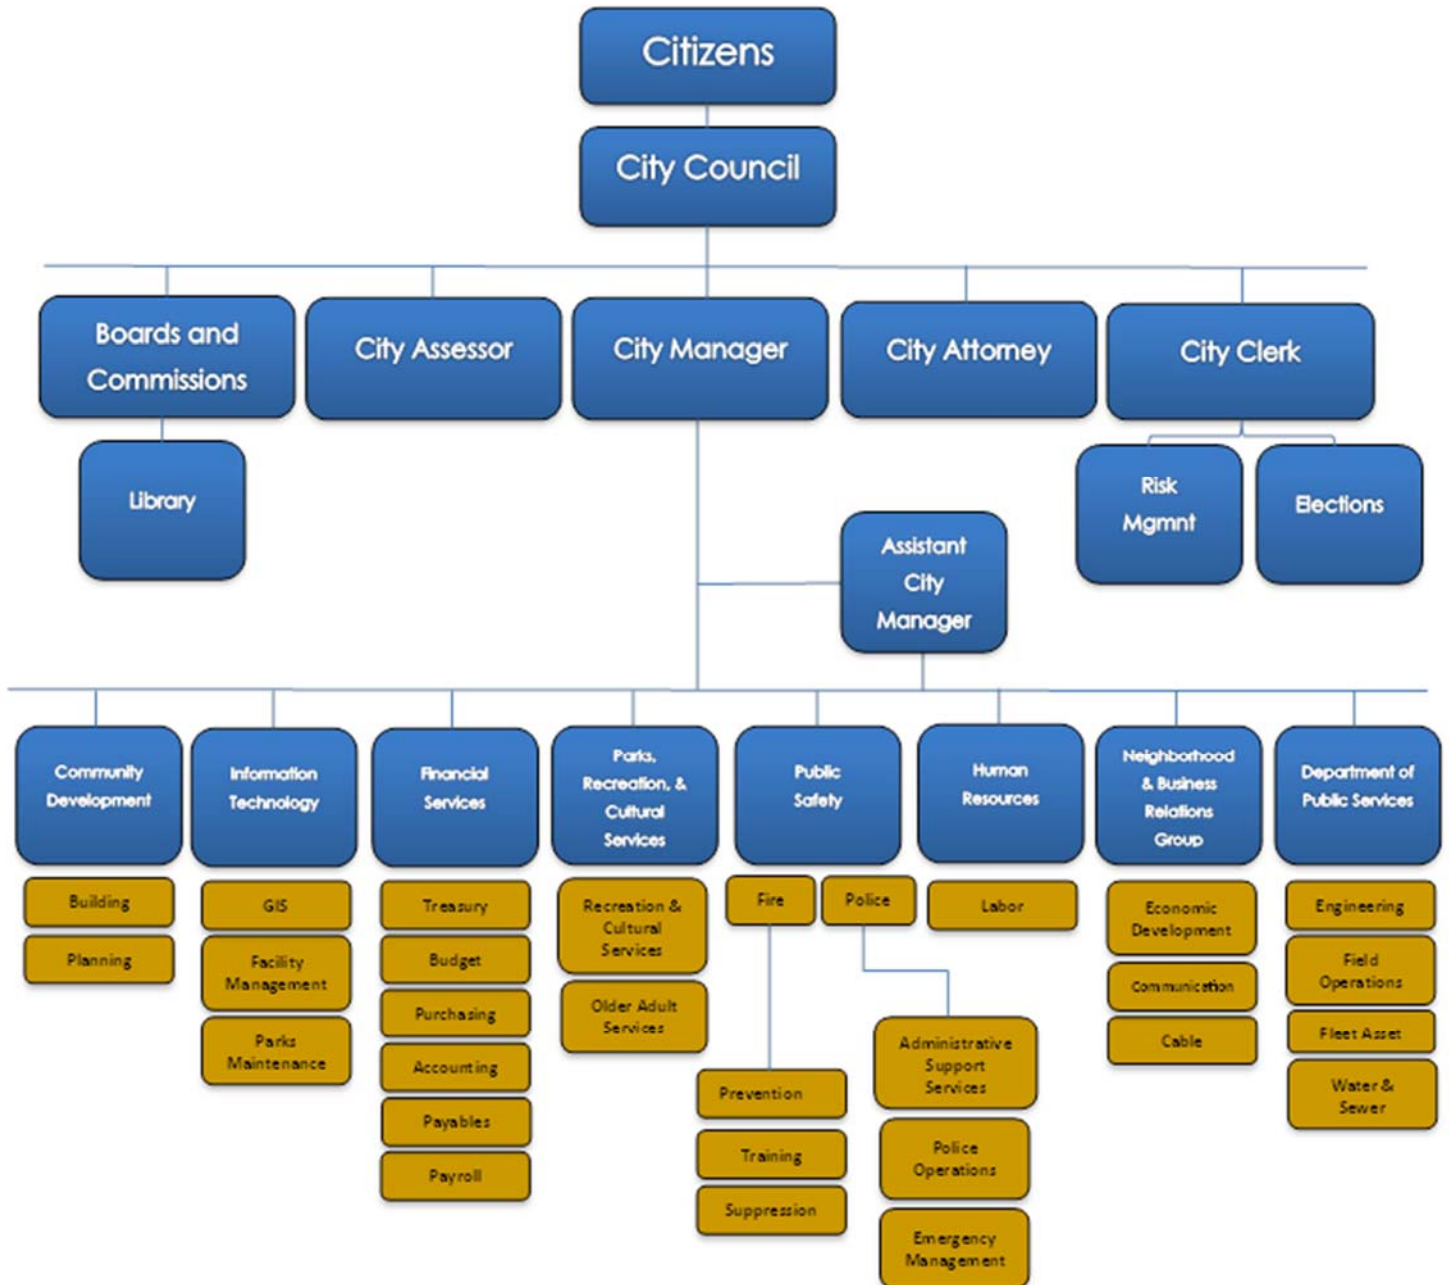 Citizens
City Council
Boards and
Commissions
City Assessor
City Manager
City Attorney
City Clerk
Library
Risk
Mgmnt
Elections
Assistant
City
Manager
Community
Development
Information
Technology
Financial
Services
Parks,
Recreation, &
Cultural
Services
Public
Safety
Human
Resources
Neighborhood
& Business
Relations
Group
Department of
Public Services
Building
Planning
GIS
Facility
Management
Parks
Maintenance
Treasury
Budget
Purchasing
Accounting
Payables
Payroll
Recreation &
Cultural
Services
Older Adult
Services
Fire
Police
Prevention
Training
Suppression
Administrative
Support
Services
Police
Operations
Emergency
Management
Labor
Economic
Development
Communication
Cable
Engineering
Field
Operations
Fleet Asset
Water &
Sewer